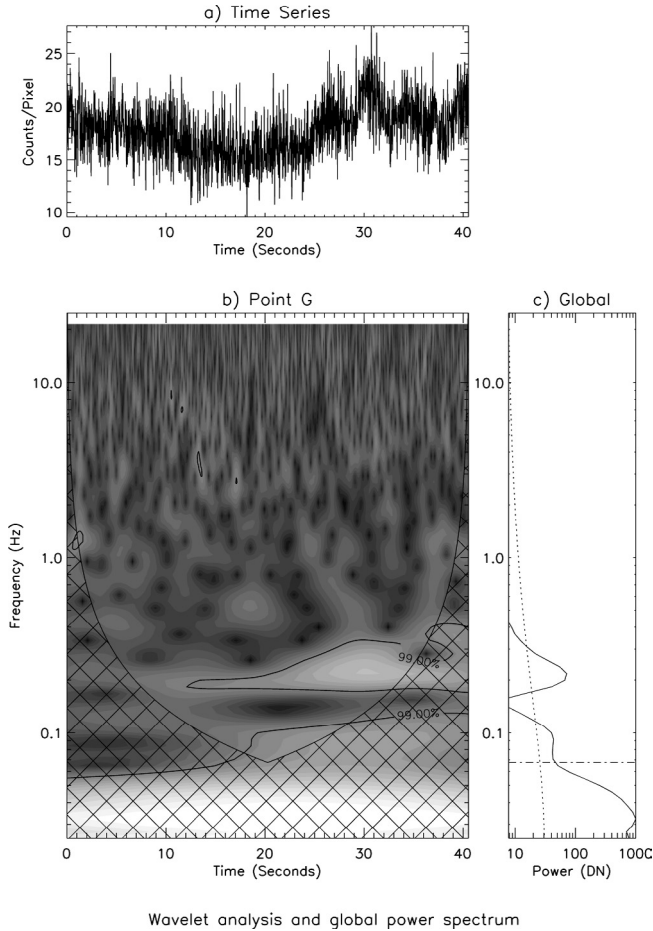 a) Time Series
25
20
15
10
Counts/Pixel
0 10 20 30 40
Time (Seconds)
b) Point G
c) Global
10.0
1.0
0.1
Frequency (Hz)
99.00%
99.00%
0 10 20 30 40
Time (Seconds)
10.0
1.0
0.1
10 100 1000
Power (DN)
Wavelet analysis and global power spectrum